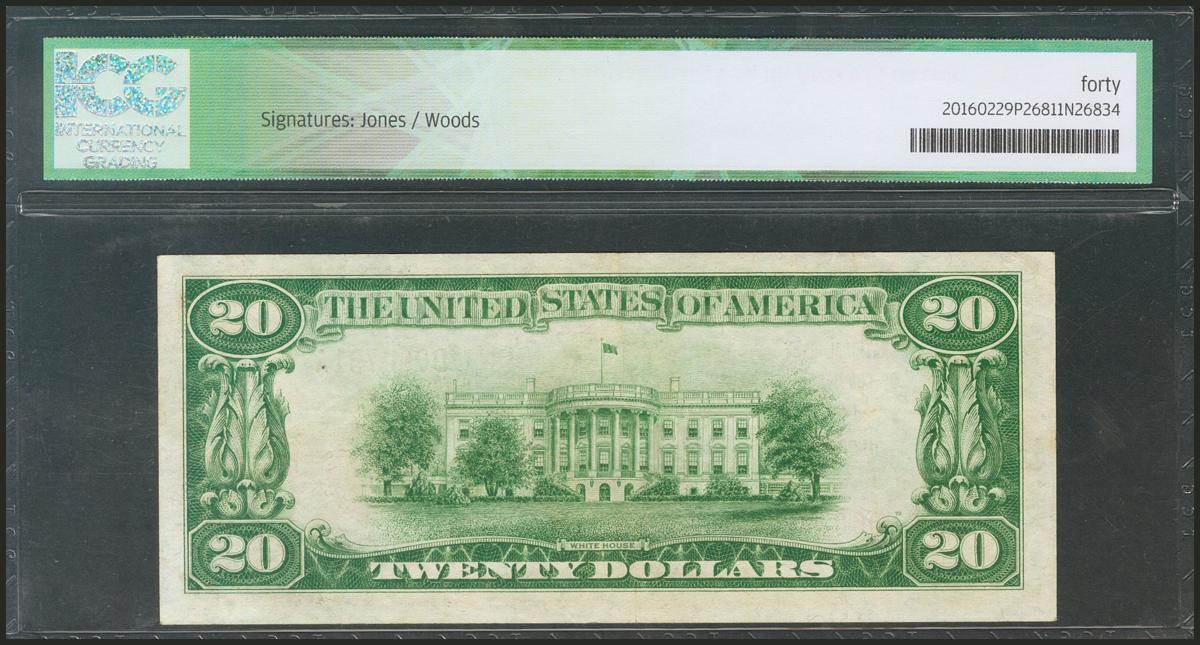 ICG
ICG
INTERNATIONAL
CURRENCY
GRADING
Signatures: Jones / Woods
forty
20160229P26811N26834
20
THE UNITED STATES OF AMERICA
20
WHITE HOUSE
20
TWENTY DOLLARS
20